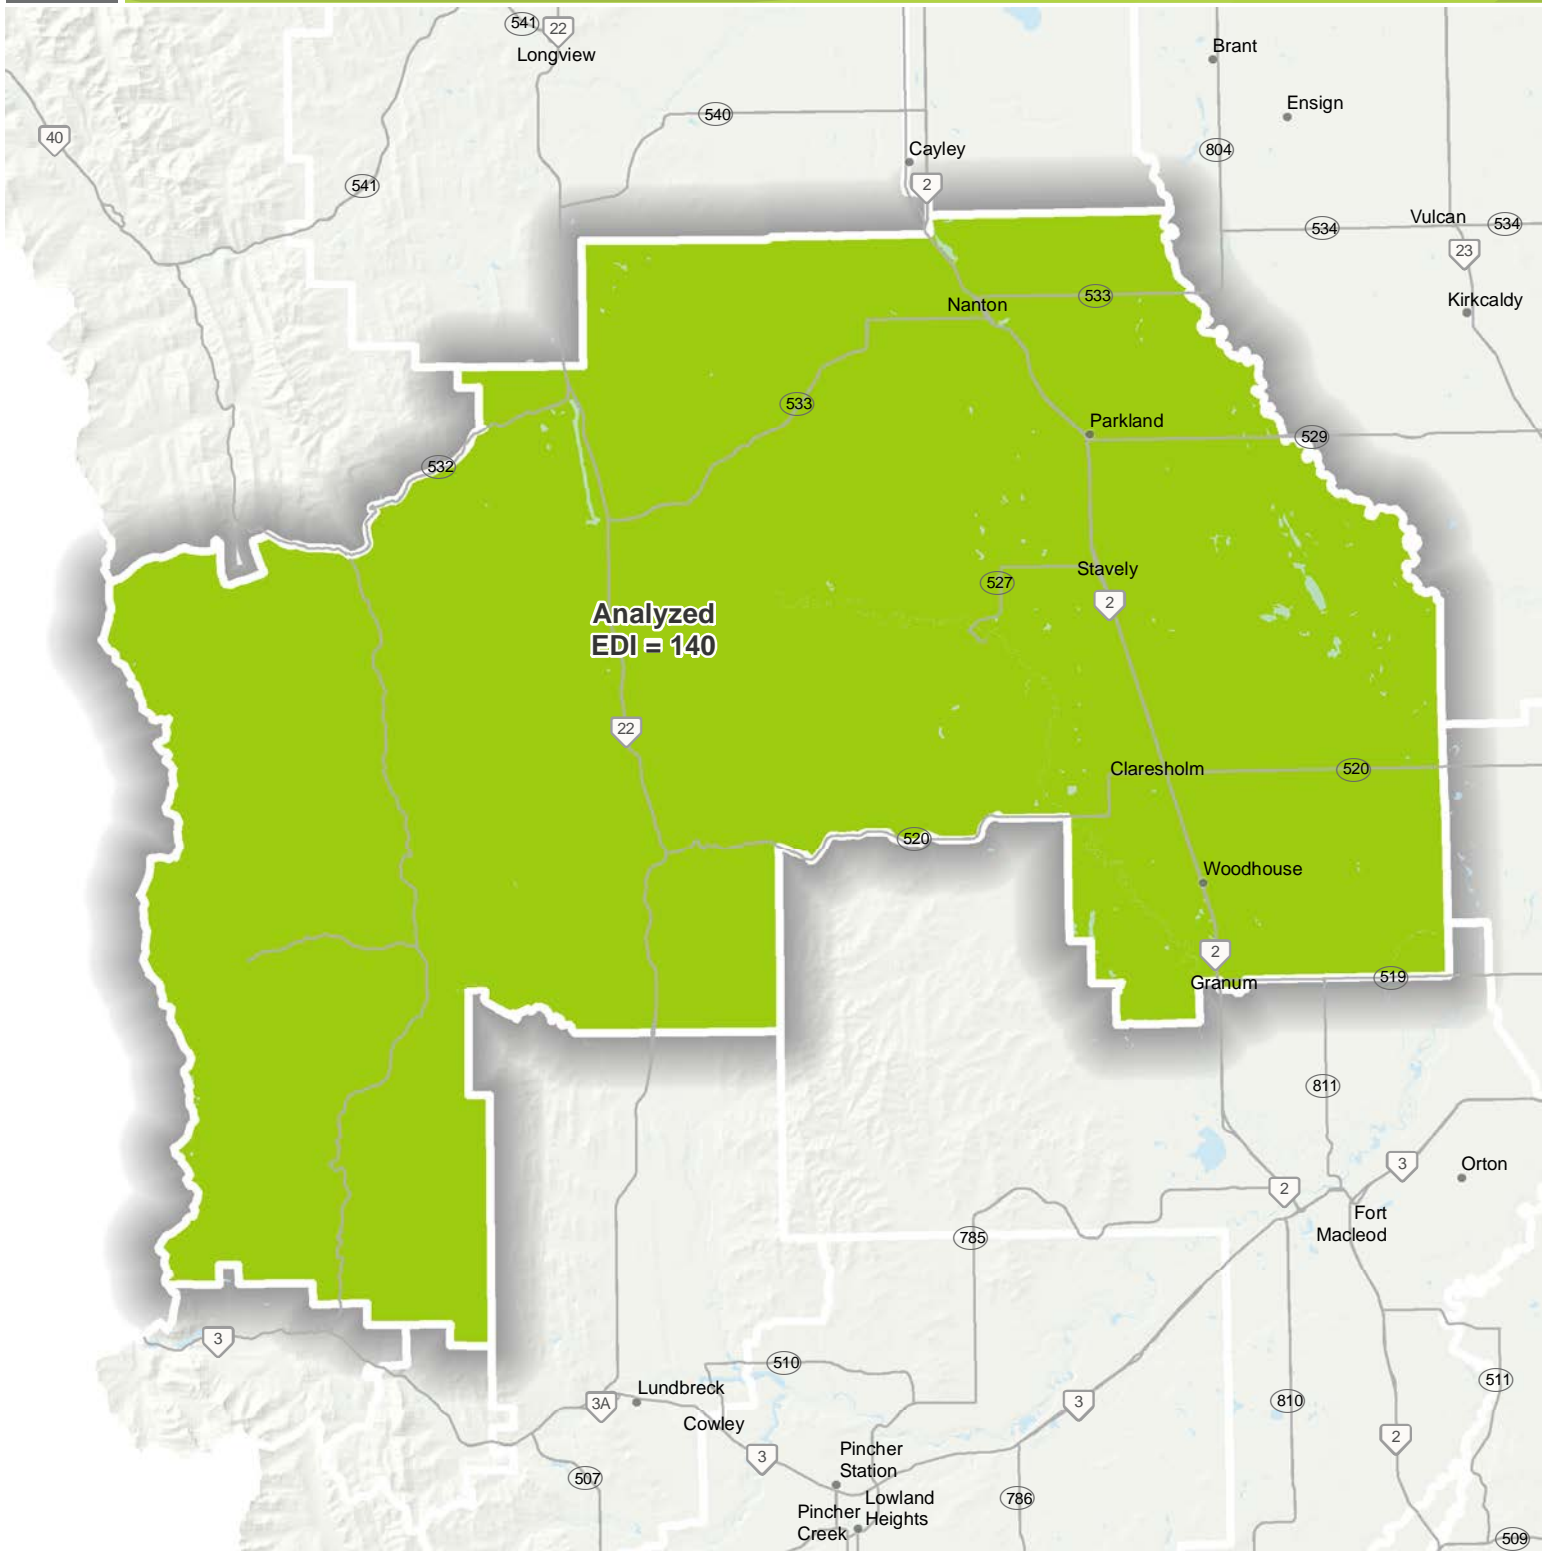 541
22
Longview
Brant
Ensign
40
540
Cayley
804
541
2
Vulcan
534
534
23
Nanton
533
Kirkcaldy
533
Parkland
529
532
Stavely
527
2
Analyzed
EDI = 140
22
Claresholm
520
520
Woodhouse
2
Granum
519
811
3
Orton
2
Fort
Macleod
785
3
510
511
Lundbreck
3A
3
810
Cowley
2
Pincher
Station
3
507
Lowland
Heights
786
Pincher
Creek
509